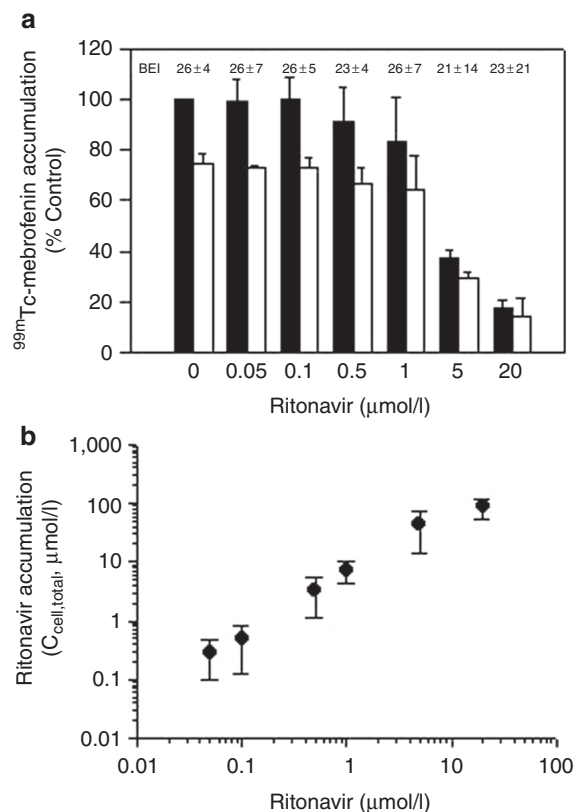 a
BEI 26±4 26±7 26±5 23±4 26±7 21±14 23±21
120
100
80
60
40
20
0
99mTc-mebrofenin accumulation
(% Control)
0 0.05 0.1 0.5 1 5 20
Ritonavir (μmol/l)
b
1,000
100
10
1
0.1
0.01
Ritonavir accumulation
(Ccell,total, μmol/l)
0.01 0.1 1 10 100
Ritonavir (μmol/l)